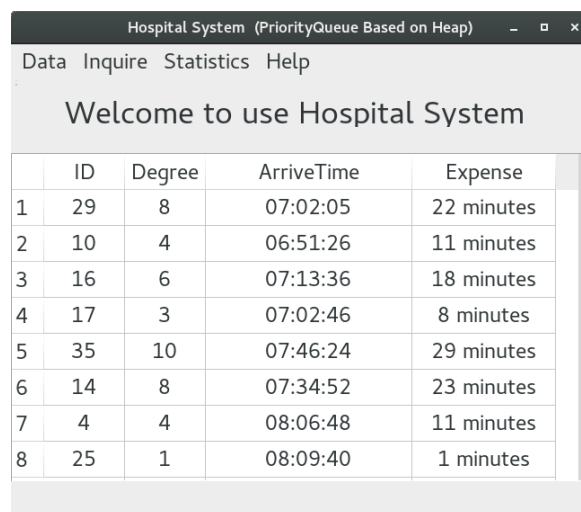 Hospital System (PriorityQueue Based on Heap)
Data Inquire Statistics Help
Welcome to use Hospital System
ID Degree ArriveTime Expense
1 29 8 07:02:05 22 minutes
2 10 4 06:51:26 11 minutes
3 16 6 07:13:36 18 minutes
4 17 3 07:02:46 8 minutes
5 35 10 07:46:24 29 minutes
6 14 8 07:34:52 23 minutes
7 4 4 08:06:48 11 minutes
8 25 1 08:09:40 1 minutes